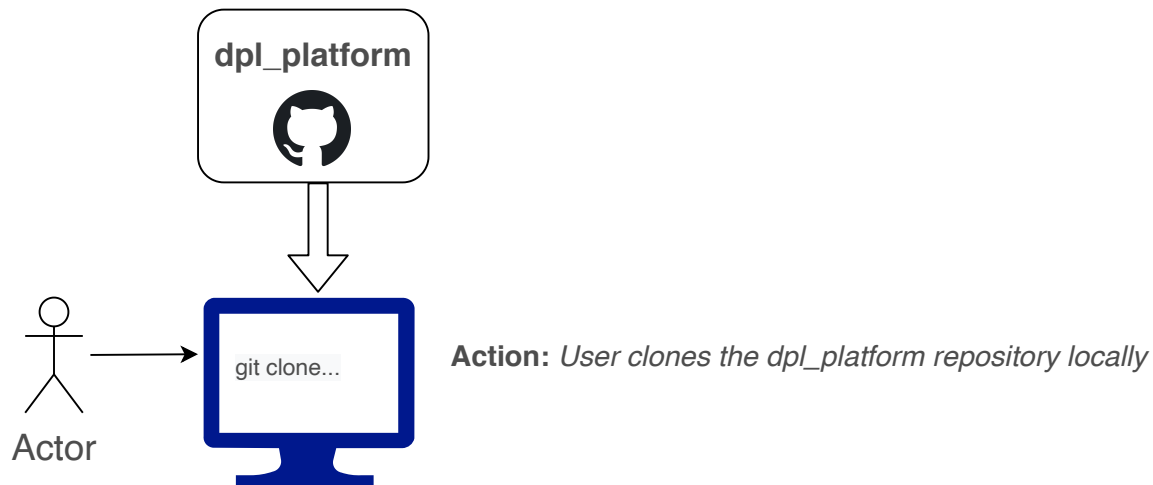 dpl_platform
git clone...
Action: User clones the dpl_platform repository locally
Actor